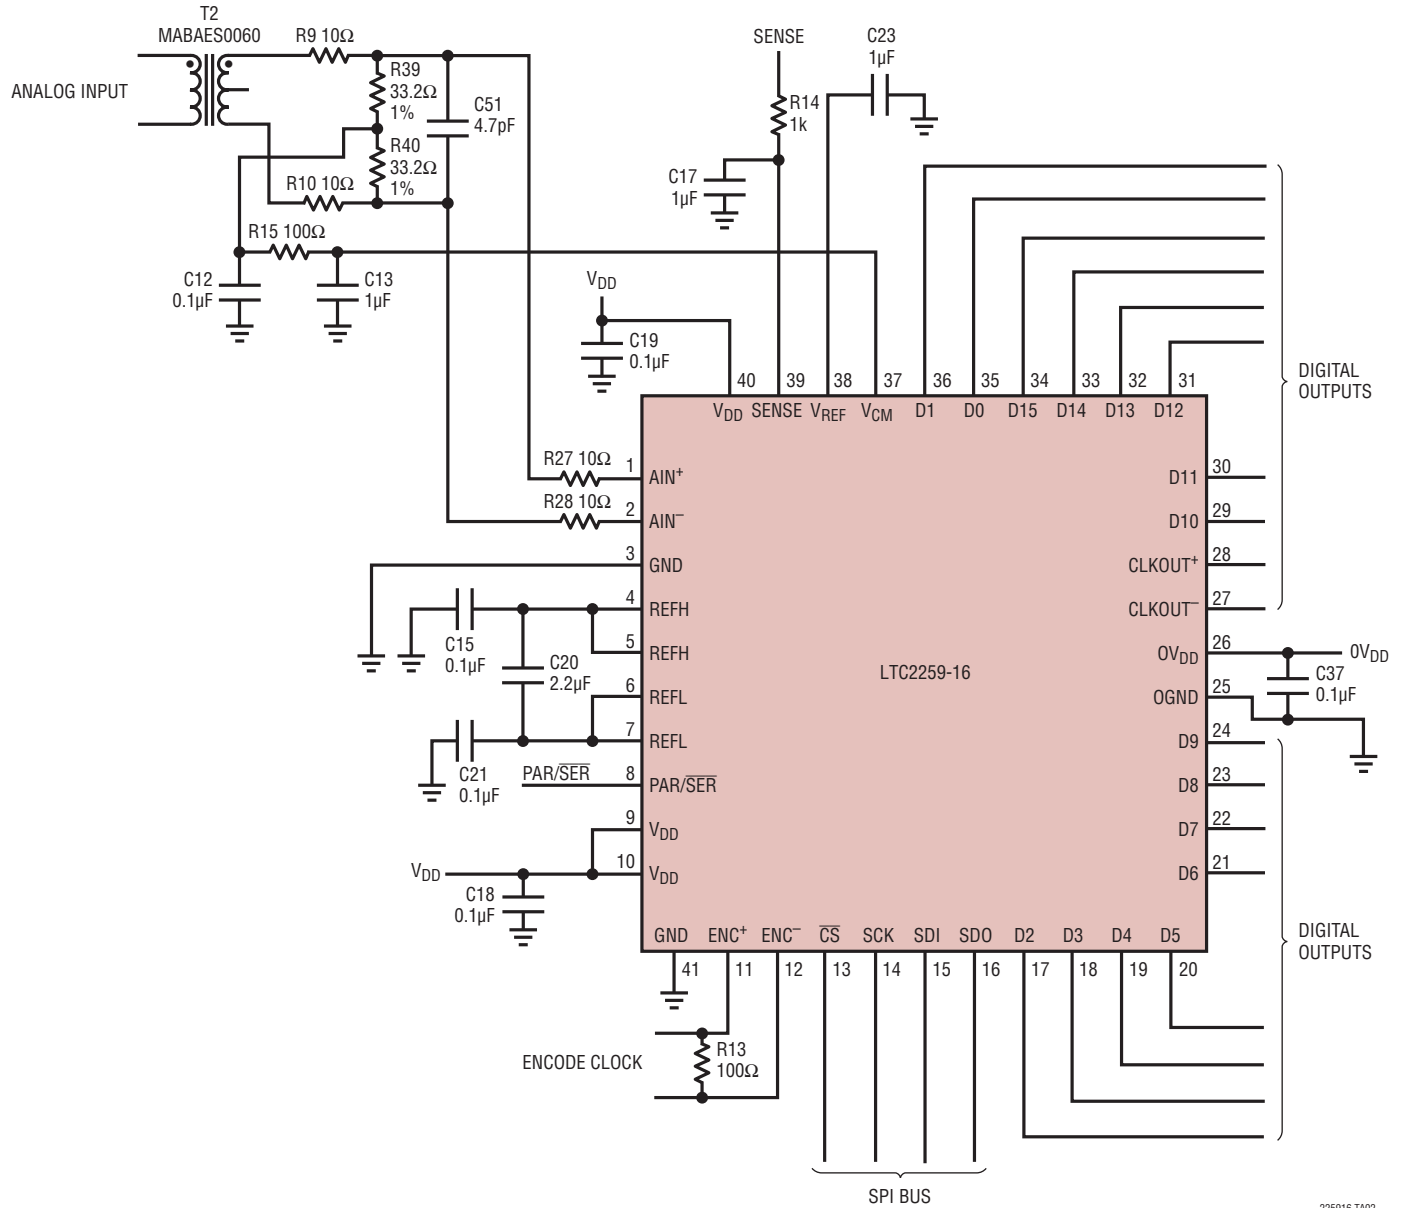 T2
MABAES0060
ANALOG INPUT
R9 10Ω
R39
33.2Ω
1%
C51
4.7pF
R40
33.2Ω
1%
R10 10Ω
R15 100Ω
C12
0.1µF
C13
1µF
SENSE
R14
1k
C17
1µF
C23
1µF
VDD
C19
0.1µF
40 39 38 37 36 35 34 33 32 31
VDD SENSE VREF VCM D1 D0 D15 D14 D13 D12
DIGITAL
OUTPUTS
R27 10Ω
1 AIN+
R28 10Ω
2 AIN–
3 GND
4 REFH
C15
0.1µF
5 REFH
C20
2.2µF
6 REFL
7 REFL
C21
0.1µF
PAR/SER
8 PAR/SER
9 VDD
VDD
10 VDD
C18
0.1µF
LTC2259-16
D11 30
D10 29
CLKOUT+ 28
CLKOUT– 27
OVDD 26
0VDD
C37
0.1µF
OGND 25
D9 24
D8 23
D7 22
D6 21
GND ENC+ ENC– CS SCK SDI SDO D2 D3 D4 D5
41 11 12 13 14 15 16 17 18 19 20
DIGITAL
OUTPUTS
ENCODE CLOCK
R13
100Ω
SPI BUS